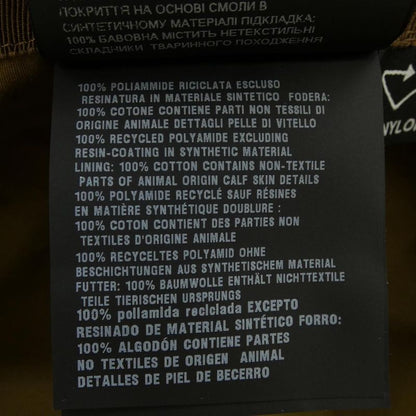 ПОКРИТТЯ НА ОСНОВІ СМОЛИ В
СИНТЕТИЧНОМУ МАТЕРІАЛІ ПІДКЛАДКА:
100% БАВОВНА МІСТИТЬ НЕТЕКСТИЛЬНІ
СКЛАДНИКИ ТВАРИННОГО ПОХОДЖЕННЯ
100% POLIAMMIDE RICICLATA ESCLUSO
RESINATURA IN MATERIALE SINTETICO FODERA:
100% COTONE CONTIENE PARTI NON TESSILI DI
ORIGINE ANIMALE DETTAGLI PELLE DI VITELLO
100% RECYCLED POLYAMIDE EXCLUDING
RESIN-COATING IN SYNTHETIC MATERIAL
LINING: 100% COTTON CONTAINS NON-TEXTILE
PARTS OF ANIMAL ORIGIN CALF SKIN DETAILS
100% POLYAMIDE RECYCLÉ SAUF RÉSINES
EN MATIÈRE SYNTHÉTIQUE DOUBLURE :
100% COTON CONTIENT DES PARTIES NON
TEXTILES D'ORIGINE ANIMALE
100% RECYCELTES POLYAMID OHNE
BESCHICHTUNGEN AUS SYNTHETISCHEM MATERIAL
FUTTER: 100% BAUMWOLLE ENTHÄLT NICHTTEXTILE
TEILE TIERISCHEN URSPRUNGS
100% poliamida reciclada EXCEPTO
RESINADO DE MATERIAL SINTÉTICO FORRO:
100% ALGODÓN CONTIENE PARTES
NO TEXTILES DE ORIGEN ANIMAL
DETALLES DE PIEL DE BECERRO